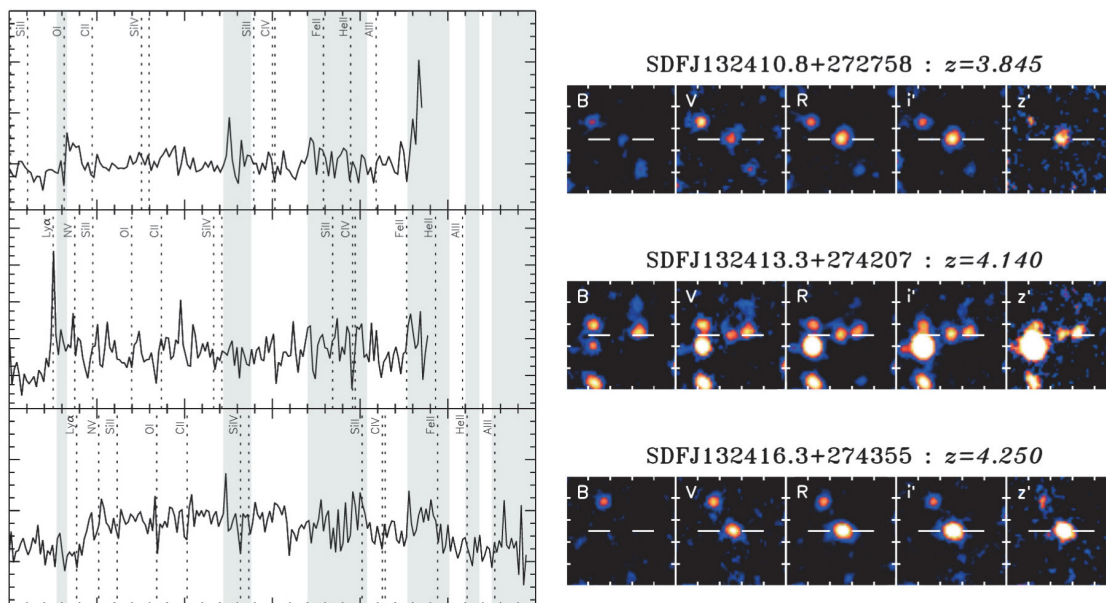 SiII OI CII SiIV SiII CIV FeII HeII AlII
SDFJ132410.8+272758 : z=3.845
B V R i' z'
Lyα NV SiII OI CII SiIV SiII CIV FeII HeII AlII
SDFJ132413.3+274207 : z=4.140
B V R i' z'
Lyα NV SiII OI CII SiIV SiII CIV FeII HeII AlII
SDFJ132416.3+274355 : z=4.250
B V R i' z'